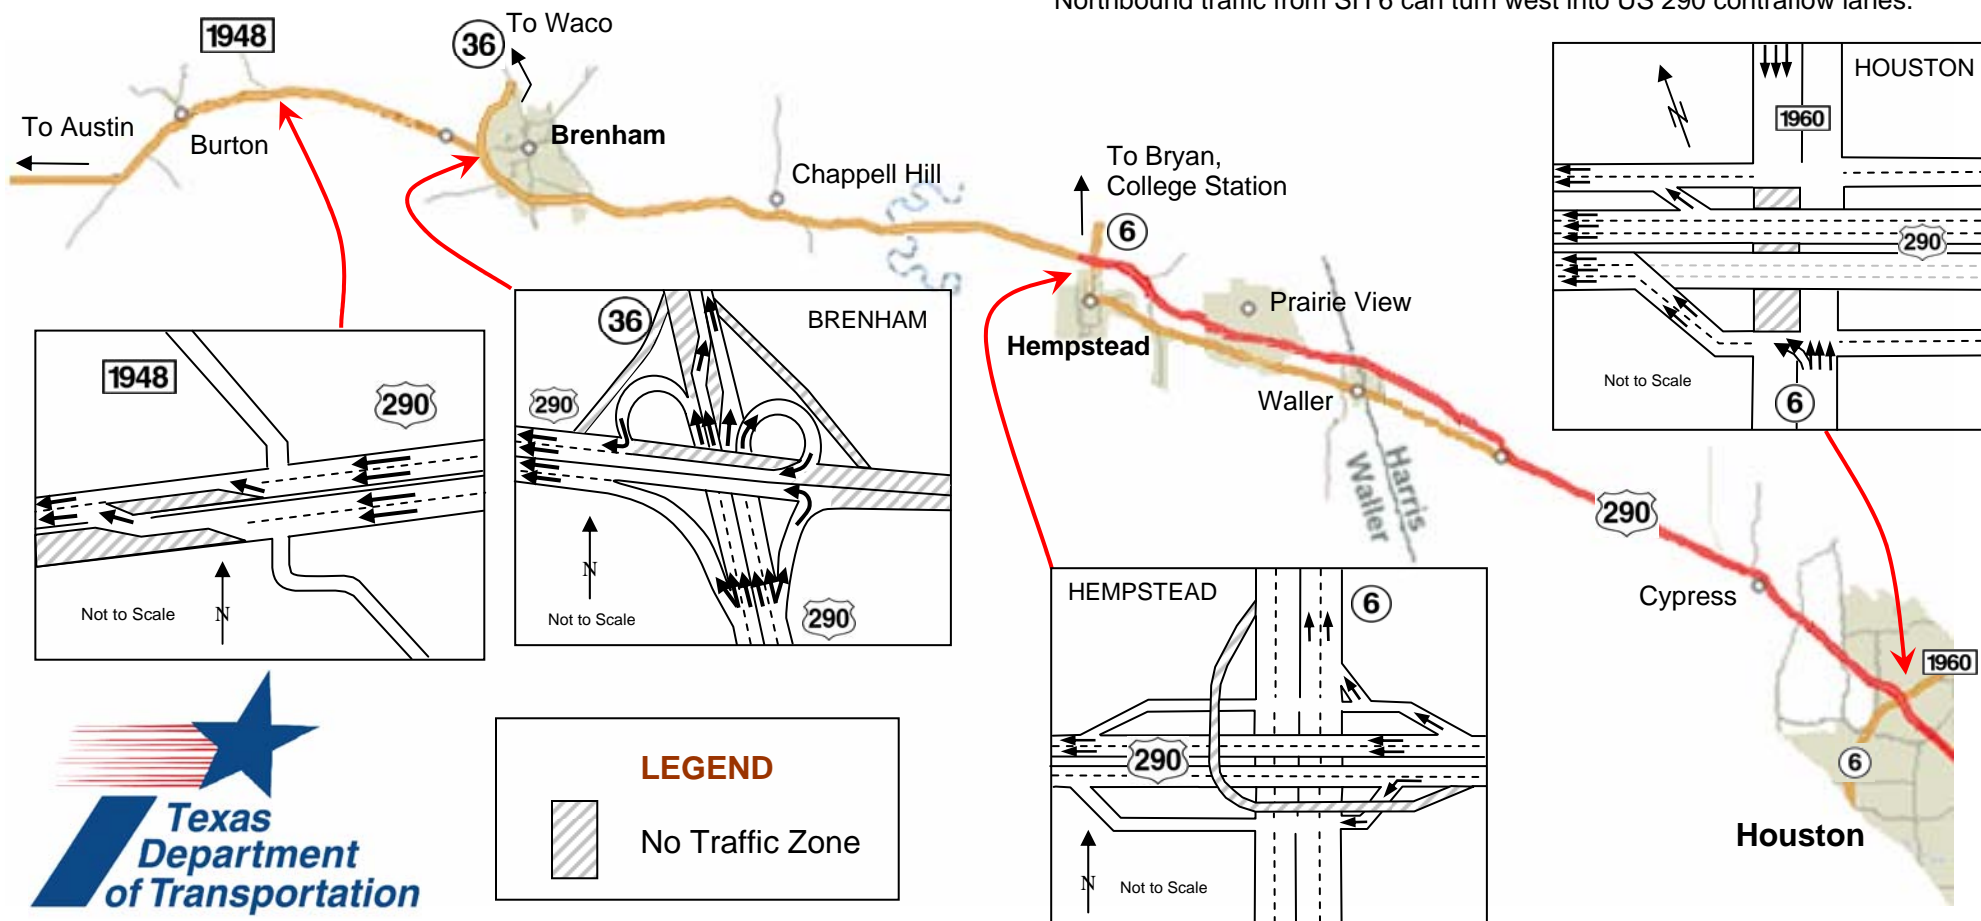 Northbound traffic from SH 6 can turn west into US 290 contraflow lanes.
1948
36
To Waco
To Austin
Burton
Brenham
Chappell Hill
To Bryan,
College Station
6
Hempstead
Prairie View
Waller
Harris
Waller
290
Cypress
1960
6
Houston
HOUSTON
1960
290
Not to Scale
6
1948
290
Not to Scale
N
36
BRENHAM
290
N
Not to Scale
290
HEMPSTEAD
6
290
N
Not to Scale
Texas
Department
of Transportation
LEGEND
No Traffic Zone